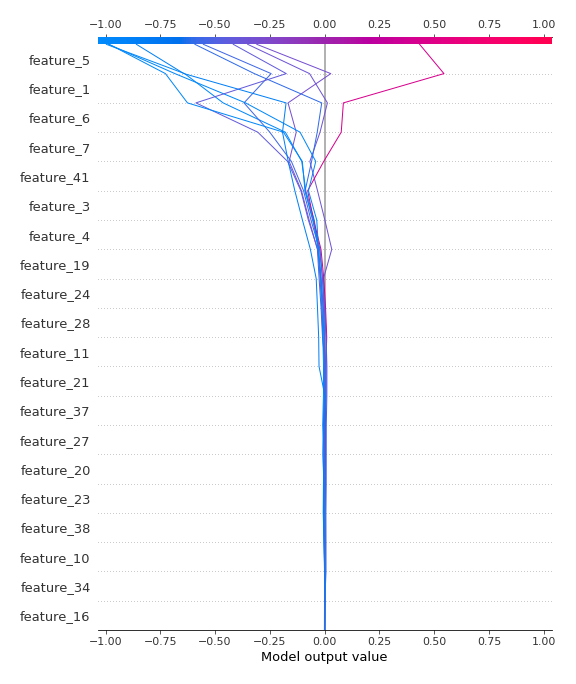 −1.00 −0.75 −0.50 −0.25 0.00 0.25 0.50 0.75 1.00
feature_5
feature_1
feature_6
feature_7
feature_41
feature_3
feature_4
feature_19
feature_24
feature_28
feature_11
feature_21
feature_37
feature_27
feature_20
feature_23
feature_38
feature_10
feature_34
feature_16
−1.00 −0.75 −0.50 −0.25 0.00 0.25 0.50 0.75 1.00
Model output value